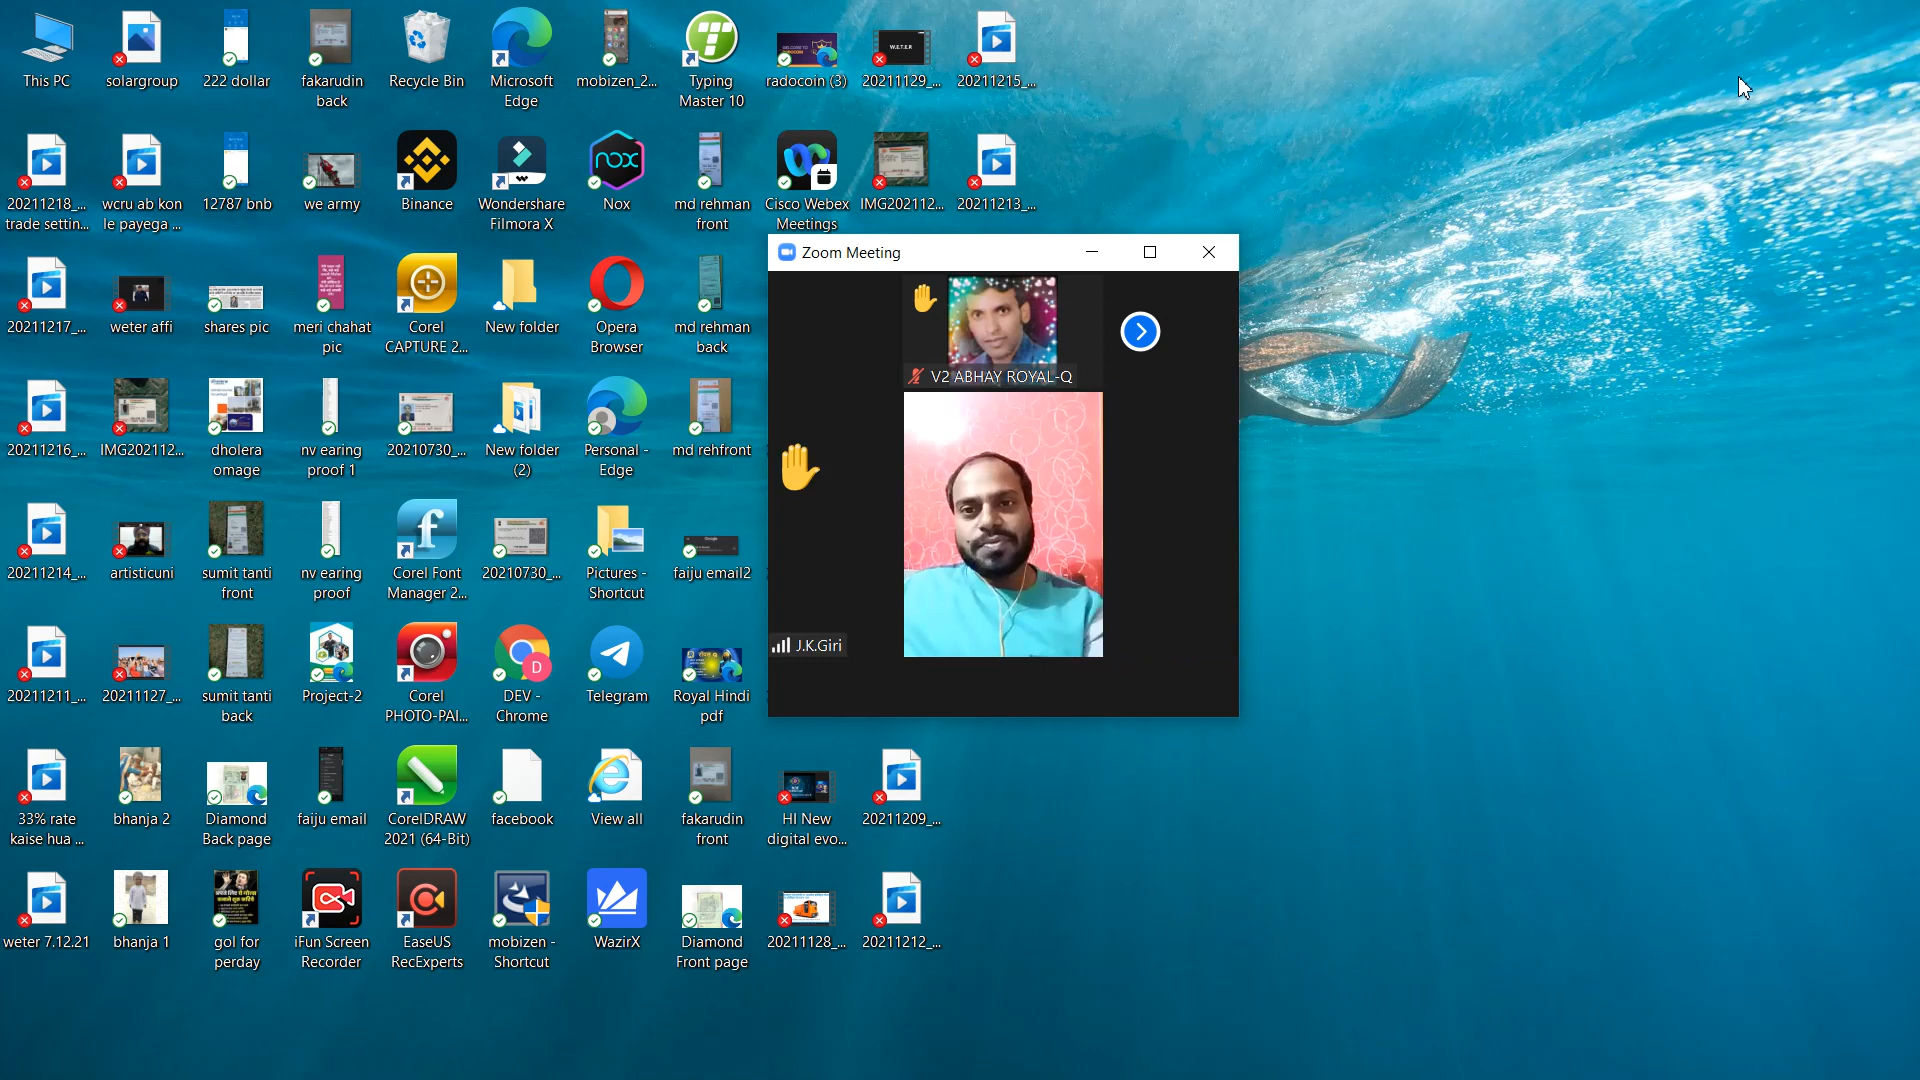 This PC
solargroup
222 dollar
fakarudin
back
Recycle Bin
Microsoft
Edge
mobizen_2...
Typing
Master 10
radocoin (3)
20211129_...
20211215_...
20211218_...
trade settin...
wcru ab kon
le payega ...
12787 bnb
we army
Binance
Wondershare
Filmora X
nox
Nox
md rehman
front
Cisco Webex
Meetings
IMG202112...
20211213_...
20211217_...
weter affi
shares pic
meri chahat
pic
Corel
CAPTURE 2...
New folder
Opera
Browser
md rehman
back
Zoom Meeting
V2 ABHAY ROYAL-Q
J.K.Giri
20211216_...
IMG202112...
dholera
omage
nv earing
proof 1
20210730_...
New folder
(2)
Personal -
Edge
md rehfront
20211214_...
artisticuni
sumit tanti
front
nv earing
proof
Corel Font
Manager 2...
20210730_...
Pictures -
Shortcut
faiju email2
20211211_...
20211127_...
sumit tanti
back
Project-2
Corel
PHOTO-PAI...
D
DEV -
Chrome
Telegram
Royal Hindi
pdf
33% rate
kaise hua ...
bhanja 2
Diamond
Back page
faiju email
CorelDRAW
2021 (64-Bit)
facebook
View all
fakarudin
front
HI New
digital evo...
20211209_...
weter 7.12.21
bhanja 1
gol for
perday
iFun Screen
Recorder
EaseUS
RecExperts
mobizen -
Shortcut
WazirX
Diamond
Front page
20211128_...
20211212_...